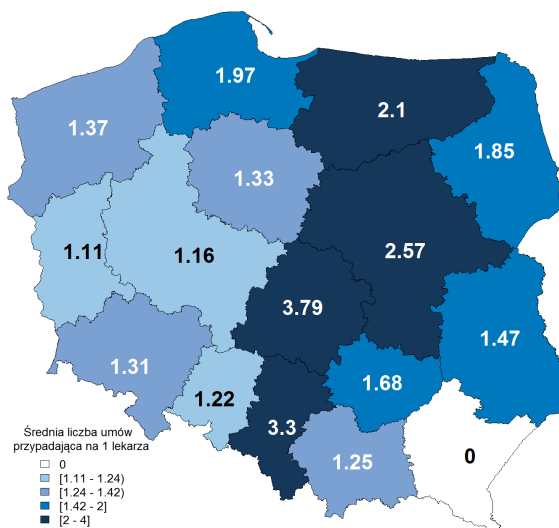 1.97
2.1
1.37
1.85
1.33
2.57
1.11
1.16
3.79
1.47
1.31
1.68
1.22
3.3
1.25
0
Średnia liczba umów
przypadająca na 1 lekarza
0
[1.11 - 1.24)
[1.24 - 1.42)
[1.42 - 2]
[2 - 4]